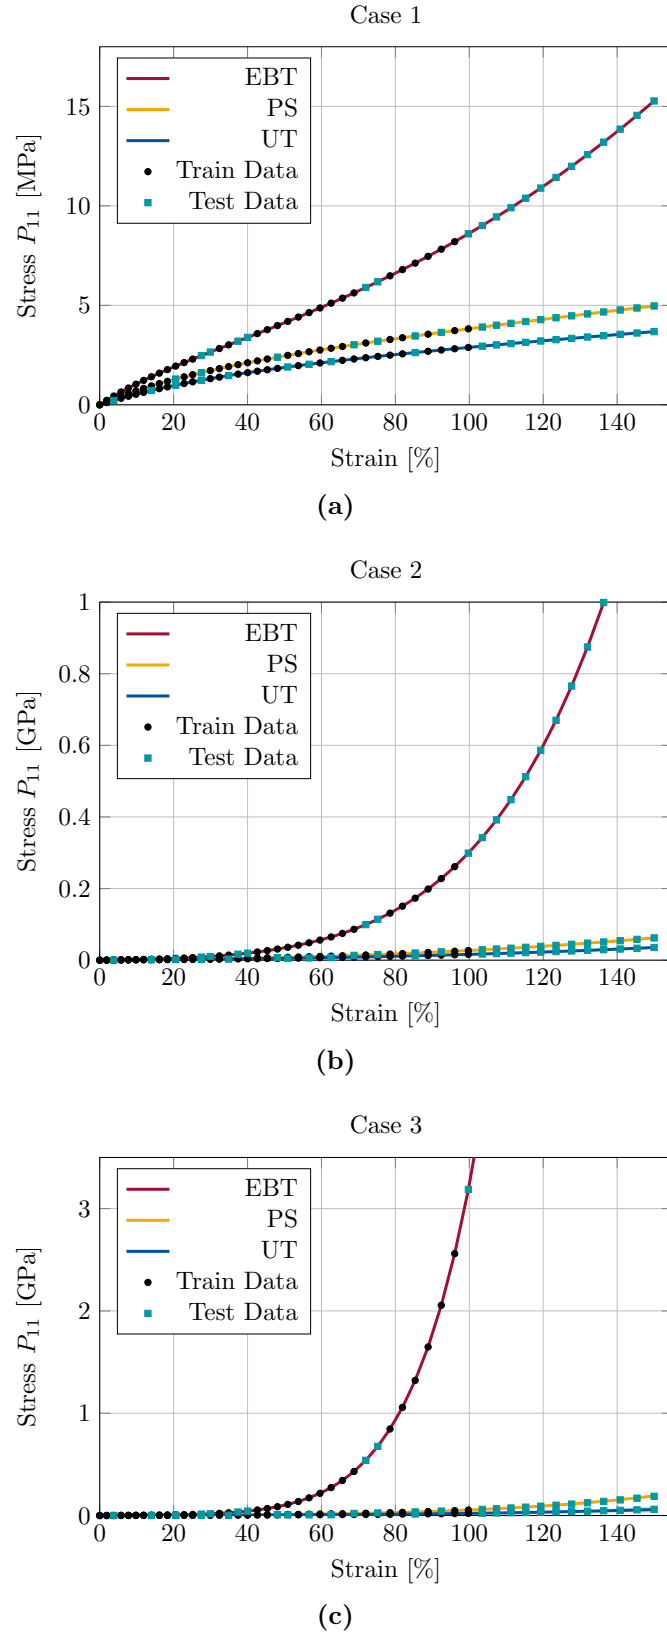 Case 1
Stress P₁₁ [MPa]
15
10
5
0
EBT
PS
UT
Train Data
Test Data
0 20 40 60 80 100 120 140
Strain [%]
(a)
Case 2
Stress P₁₁ [GPa]
1
0.8
0.6
0.4
0.2
0
EBT
PS
UT
Train Data
Test Data
0 20 40 60 80 100 120 140
Strain [%]
(b)
Case 3
Stress P₁₁ [GPa]
3
2
1
0
EBT
PS
UT
Train Data
Test Data
0 20 40 60 80 100 120 140
Strain [%]
(c)